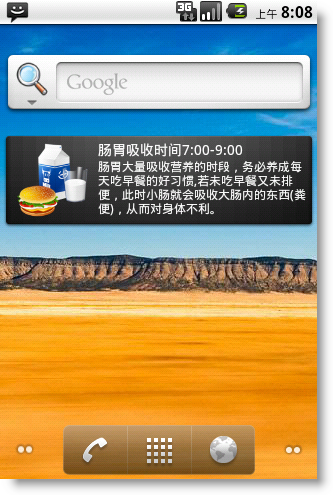 3G 上午 8:08
Google
肠胃吸收时间7:00-9:00
肠胃大量吸收营养的时段，务必养成每
天吃早餐的好习惯,若未吃早餐又未排
便，此时小肠就会吸收大肠内的东西(粪
便)，从而对身体不利。